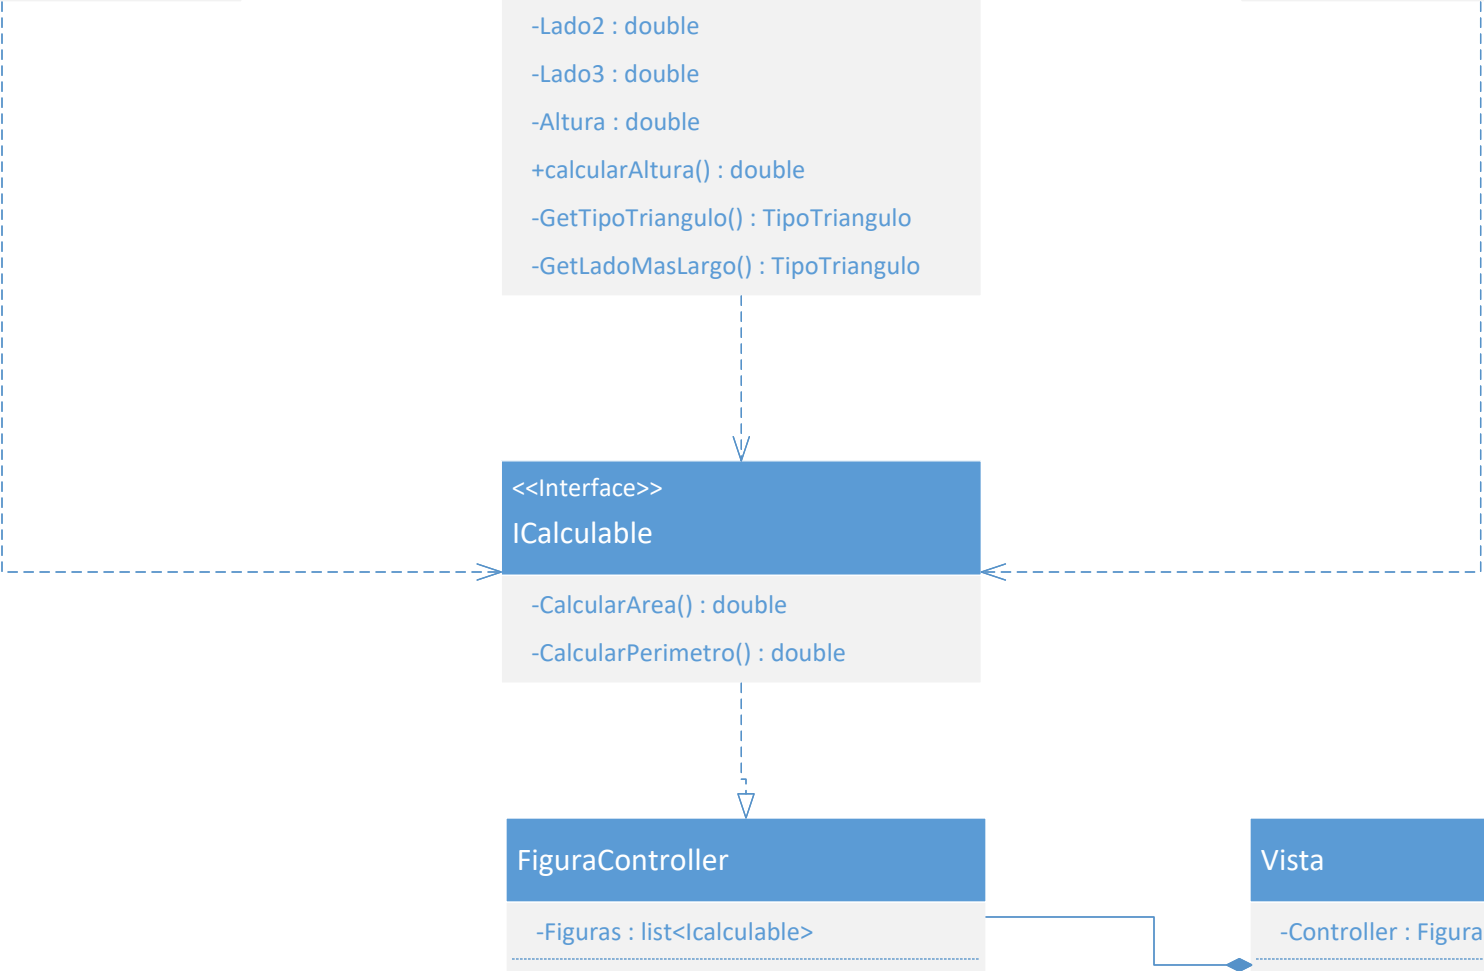 -Lado2 : double
-Lado3 : double
-Altura : double
+calcularAltura() : double
-GetTipoTriangulo() : TipoTriangulo
-GetLadoMasLargo() : TipoTriangulo
<<Interface>>
ICalculable
-CalcularArea() : double
-CalcularPerimetro() : double
FiguraController
-Figuras : list<Icalculable>
Vista
-Controller : Figura